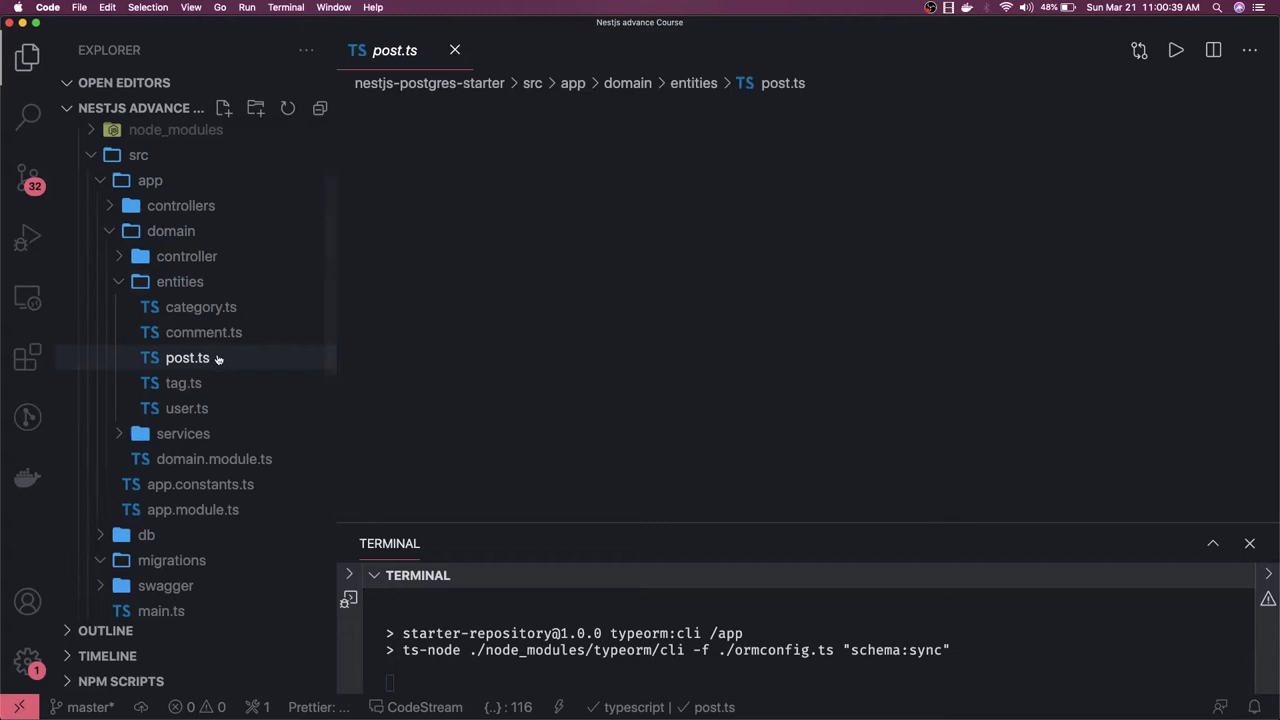 Code File Edit Selection View Go Run Terminal Window Help 48% Sun Mar 21 11:00:39 AM
Nestjs advance Course
EXPLORER
TS post.ts
OPEN EDITORS
NESTJS ADVANCE ...
nestjs-postgres-starter > src > app > domain > entities > TS post.ts
node_modules
src
app
controllers
domain
controller
entities
TS category.ts
TS comment.ts
TS post.ts
TS tag.ts
TS user.ts
services
TS domain.module.ts
TS app.constants.ts
TS app.module.ts
db
migrations
swagger
TS main.ts
OUTLINE
TIMELINE
NPM SCRIPTS
32
1
TERMINAL
TERMINAL
> starter-repository@1.0.0 typeorm:cli /app
> ts-node ./node_modules/typeorm/cli -f ./ormconfig.ts "schema:sync"
master* 0 0 1 Prettier: ... CodeStream {..} : 116 typescript | post.ts